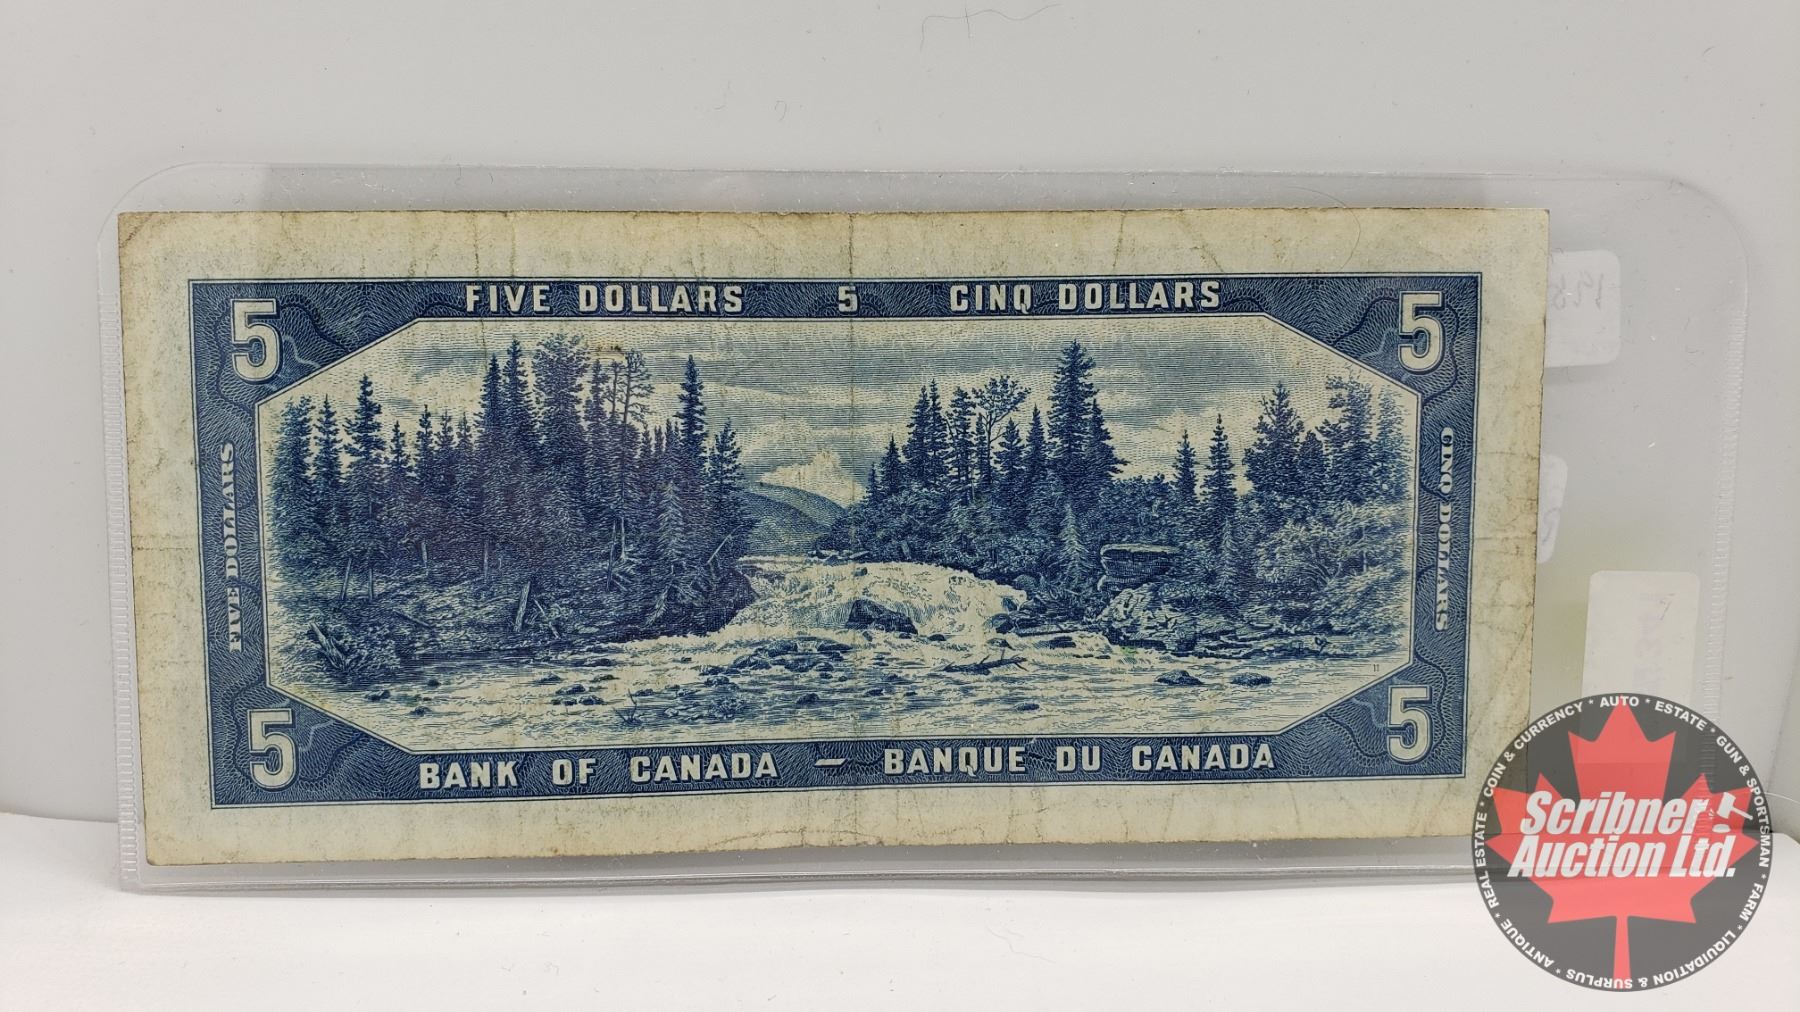 FIVE DOLLARS 5 CINQ DOLLARS
5 5
FIVE DOLLARS
CINQ DOLLARS
11
5 5
BANK OF CANADA — BANQUE DU CANADA
Scribner
Auction Ltd.
* REAL ESTATE * COIN & CURRENCY * AUTO * ESTATE * GUN & SPORTSMAN * FARM * LIQUIDATION & SURPLUS * ANTIQUE